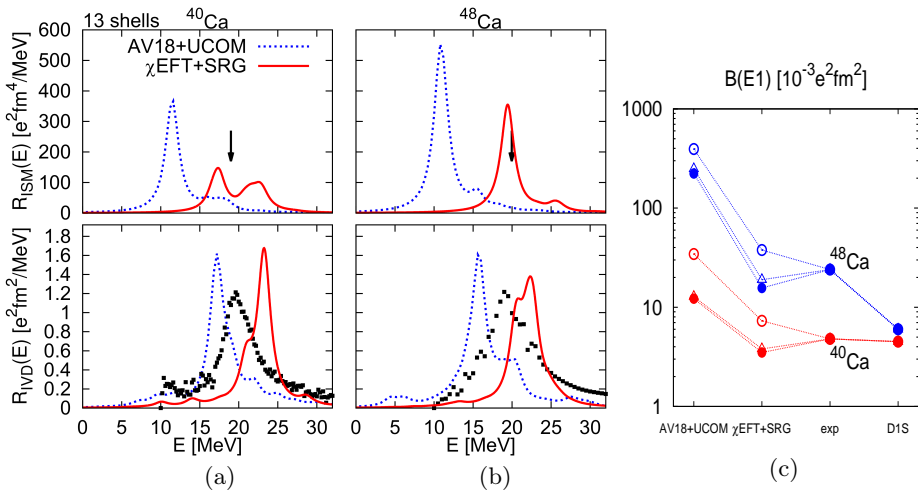 13 shells
⁴⁰Ca
⁴⁸Ca
AV18+UCOM
χEFT+SRG
R_ISM(E) [e²fm⁴/MeV]
600
500
400
300
200
100
0
R_IVD(E) [e²fm²/MeV]
1.8
1.6
1.4
1.2
1
0.8
0.6
0.4
0.2
0
0 5 10 15 20 25 30
0 5 10 15 20 25 30
E [MeV]
E [MeV]
(a)
(b)
B(E1) [10⁻³e²fm²]
1000
100
10
1
⁴⁸Ca
⁴⁰Ca
AV18+UCOM χEFT+SRG exp D1S
(c)